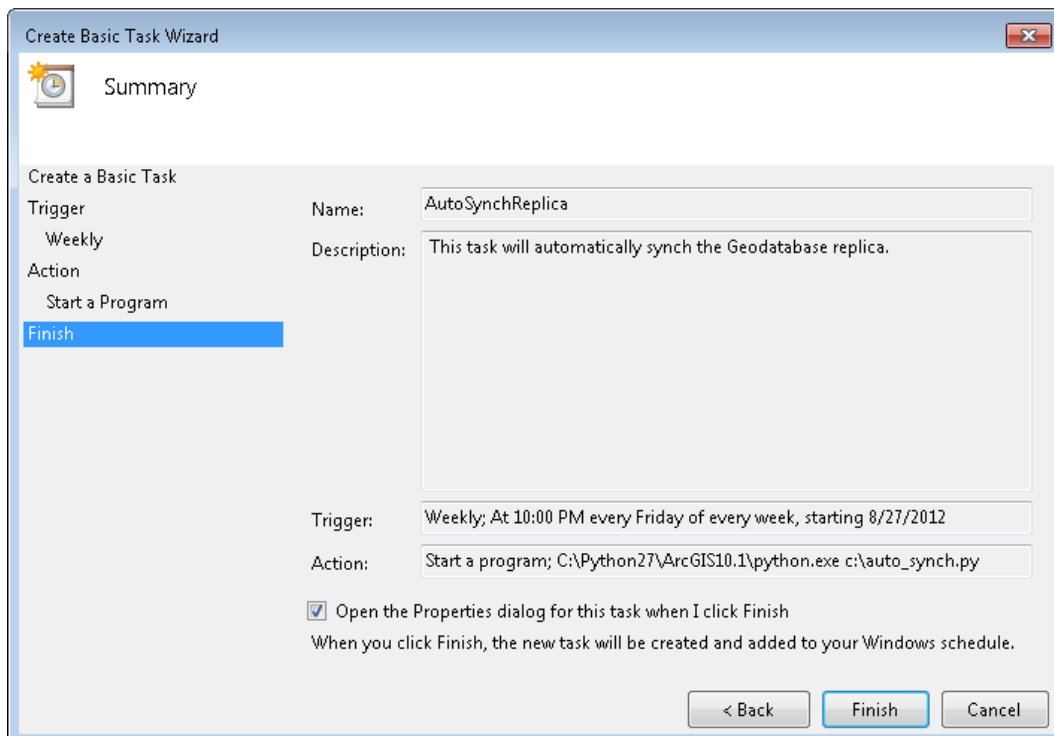 Create Basic Task Wizard
Summary
Create a Basic Task
Trigger
Weekly
Action
Start a Program
Finish
Name:
AutoSynchReplica
Description:
This task will automatically synch the Geodatabase replica.
Trigger:
Weekly; At 10:00 PM every Friday of every week, starting 8/27/2012
Action:
Start a program; C:\Python27\ArcGIS10.1\python.exe c:\auto_synch.py
Open the Properties dialog for this task when I click Finish
When you click Finish, the new task will be created and added to your Windows schedule.
< Back
Finish
Cancel